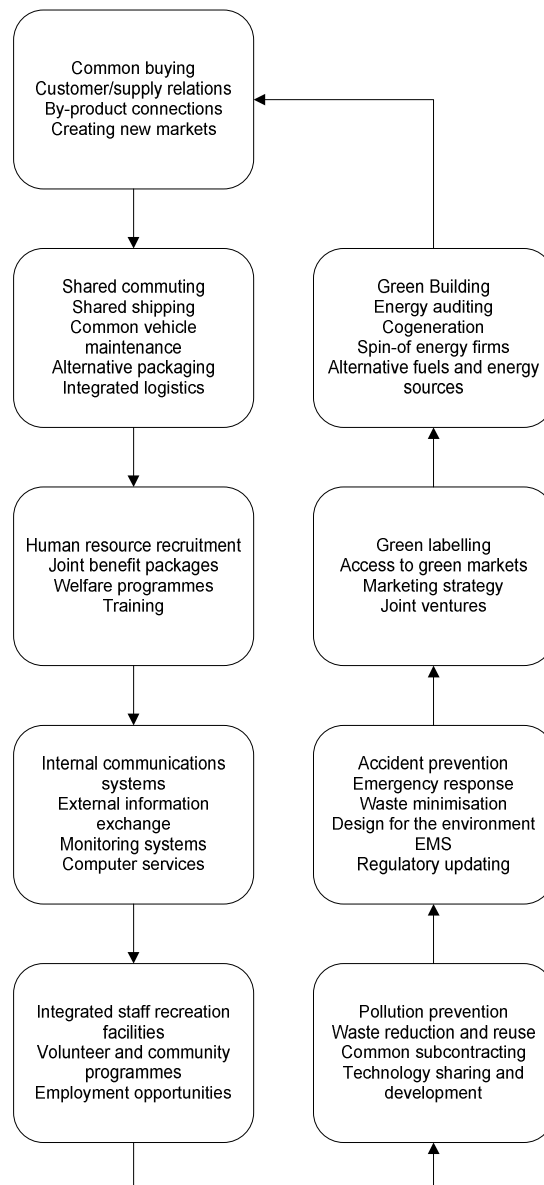 Common buying
Customer/supply relations
By-product connections
Creating new markets
Shared commuting
Shared shipping
Common vehicle
maintenance
Alternative packaging
Integrated logistics
Human resource recruitment
Joint benefit packages
Welfare programmes
Training
Internal communications
systems
External information
exchange
Monitoring systems
Computer services
Integrated staff recreation
facilities
Volunteer and community
programmes
Employment opportunities
Pollution prevention
Waste reduction and reuse
Common subcontracting
Technology sharing and
development
Accident prevention
Emergency response
Waste minimisation
Design for the environment
EMS
Regulatory updating
Green labelling
Access to green markets
Marketing strategy
Joint ventures
Green Building
Energy auditing
Cogeneration
Spin-of energy firms
Alternative fuels and energy
sources